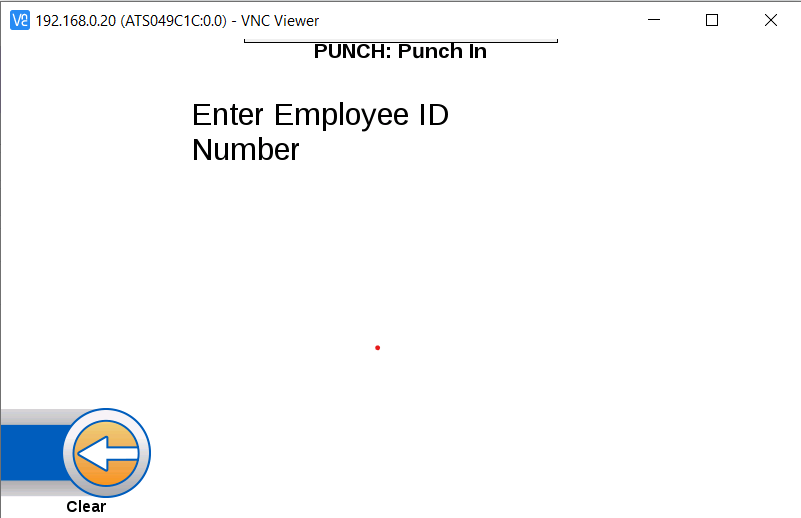 192.168.0.20 (ATS049C1C:0.0) - VNC Viewer
PUNCH: Punch In
Enter Employee ID
Number
Clear